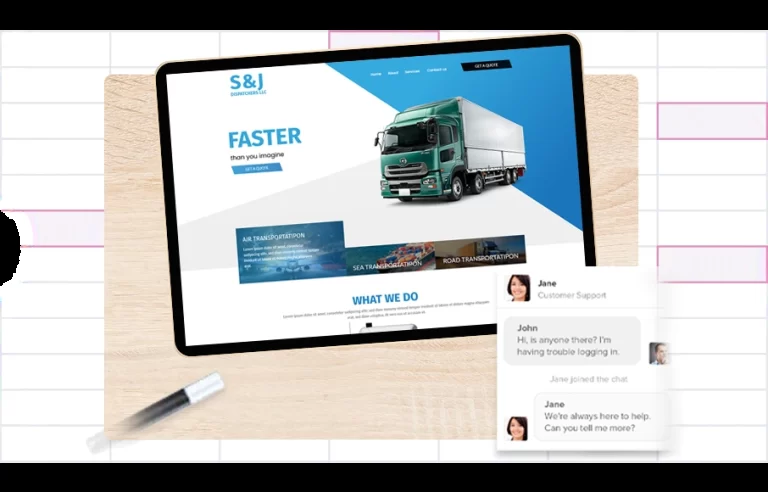 S&J
DISPATCHERS LLC
Home About Services Contact us
GET A QUOTE
FASTER
than you imagine
GET A QUOTE
AIR TRANSPORTATIPON
SEA TRANSPORTATIPON
ROAD TRANSPORTATIPON
WHAT WE DO
Jane
Customer Support
John
Hi, is anyone there? I'm
having trouble logging in.
Jane joined the chat
Jane
We're always here to help.
Can you tell me more?